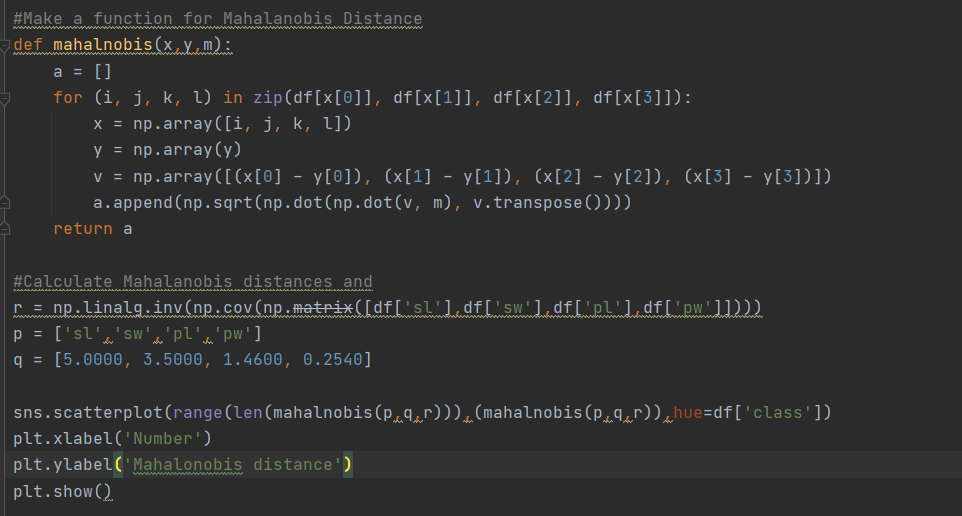 #Make a function for Mahalanobis Distance
def mahalnobis(x,y,m):
    a = []
    for (i, j, k, l) in zip(df[x[0]], df[x[1]], df[x[2]], df[x[3]]):
        x = np.array([i, j, k, l])
        y = np.array(y)
        v = np.array([(x[0] - y[0]), (x[1] - y[1]), (x[2] - y[2]), (x[3] - y[3])])
        a.append(np.sqrt(np.dot(np.dot(v, m), v.transpose())))
    return a
#Calculate Mahalanobis distances and
r = np.linalg.inv(np.cov(np.matrix([df['sl'],df['sw'],df['pl'],df['pw']])))
p = ['sl','sw','pl','pw']
q = [5.0000, 3.5000, 1.4600, 0.2540]
sns.scatterplot(range(len(mahalnobis(p,q,r))),(mahalnobis(p,q,r)),hue=df['class'])
plt.xlabel('Number')
plt.ylabel('Mahalonobis distance')
plt.show()